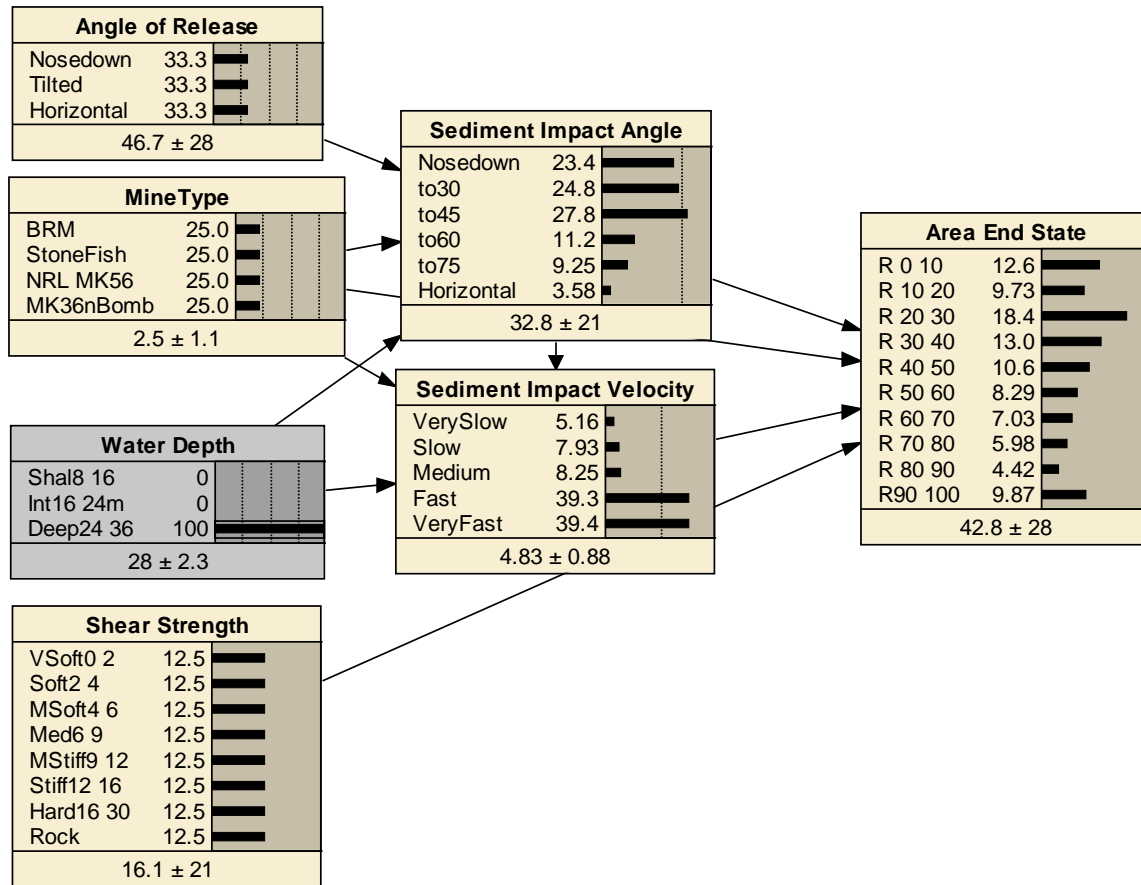 Angle of Release
Nosedown 33.3
Tilted 33.3
Horizontal 33.3
46.7 ± 28
MineType
BRM 25.0
StoneFish 25.0
NRL MK56 25.0
MK36nBomb 25.0
2.5 ± 1.1
Water Depth
Shal8 16 0
Int16 24m 0
Deep24 36 100
28 ± 2.3
Shear Strength
VSoft0 2 12.5
Soft2 4 12.5
MSoft4 6 12.5
Med6 9 12.5
MStiff9 12 12.5
Stiff12 16 12.5
Hard16 30 12.5
Rock 12.5
16.1 ± 21
Sediment Impact Angle
Nosedown 23.4
to30 24.8
to45 27.8
to60 11.2
to75 9.25
Horizontal 3.58
32.8 ± 21
Sediment Impact Velocity
VerySlow 5.16
Slow 7.93
Medium 8.25
Fast 39.3
VeryFast 39.4
4.83 ± 0.88
Area End State
R 0 10 12.6
R 10 20 9.73
R 20 30 18.4
R 30 40 13.0
R 40 50 10.6
R 50 60 8.29
R 60 70 7.03
R 70 80 5.98
R 80 90 4.42
R90 100 9.87
42.8 ± 28